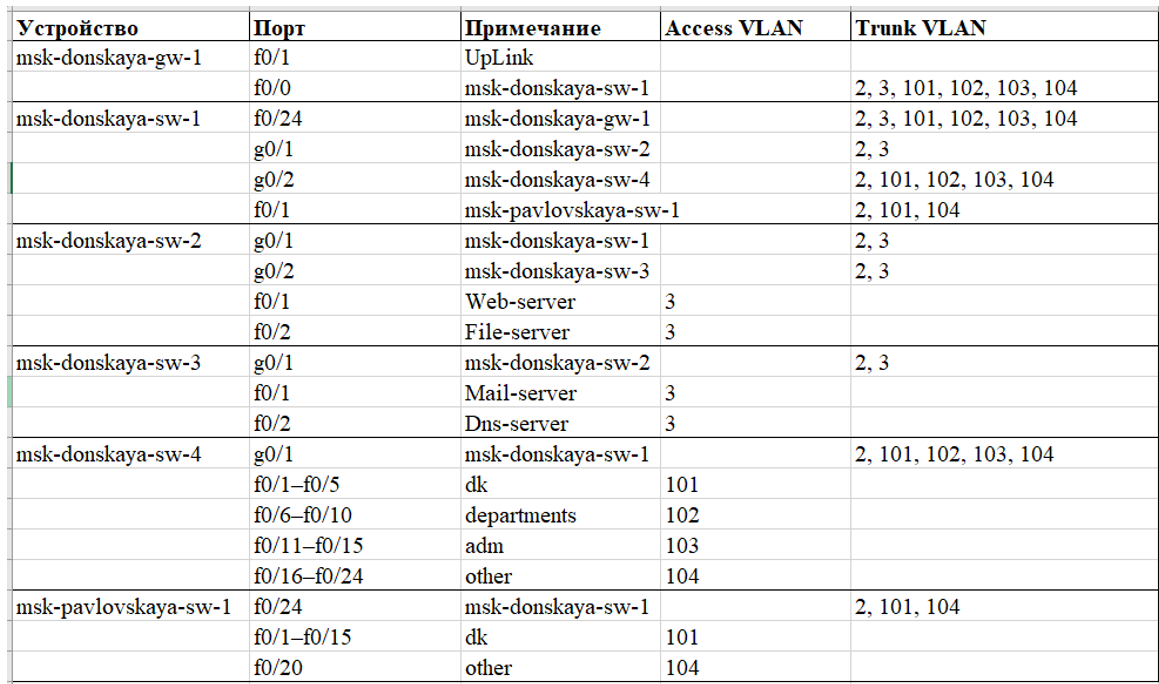 Устройство Порт Примечание Access VLAN Trunk VLAN
msk-donskaya-gw-1 f0/1 UpLink
f0/0 msk-donskaya-sw-1 2, 3, 101, 102, 103, 104
msk-donskaya-sw-1 f0/24 msk-donskaya-gw-1 2, 3, 101, 102, 103, 104
g0/1 msk-donskaya-sw-2 2, 3
g0/2 msk-donskaya-sw-4 2, 101, 102, 103, 104
f0/1 msk-pavlovskaya-sw-1 2, 101, 104
msk-donskaya-sw-2 g0/1 msk-donskaya-sw-1 2, 3
g0/2 msk-donskaya-sw-3 2, 3
f0/1 Web-server 3
f0/2 File-server 3
msk-donskaya-sw-3 g0/1 msk-donskaya-sw-2 2, 3
f0/1 Mail-server 3
f0/2 Dns-server 3
msk-donskaya-sw-4 g0/1 msk-donskaya-sw-1 2, 101, 102, 103, 104
f0/1–f0/5 dk 101
f0/6–f0/10 departments 102
f0/11–f0/15 adm 103
f0/16–f0/24 other 104
msk-pavlovskaya-sw-1 f0/24 msk-donskaya-sw-1 2, 101, 104
f0/1–f0/15 dk 101
f0/20 other 104